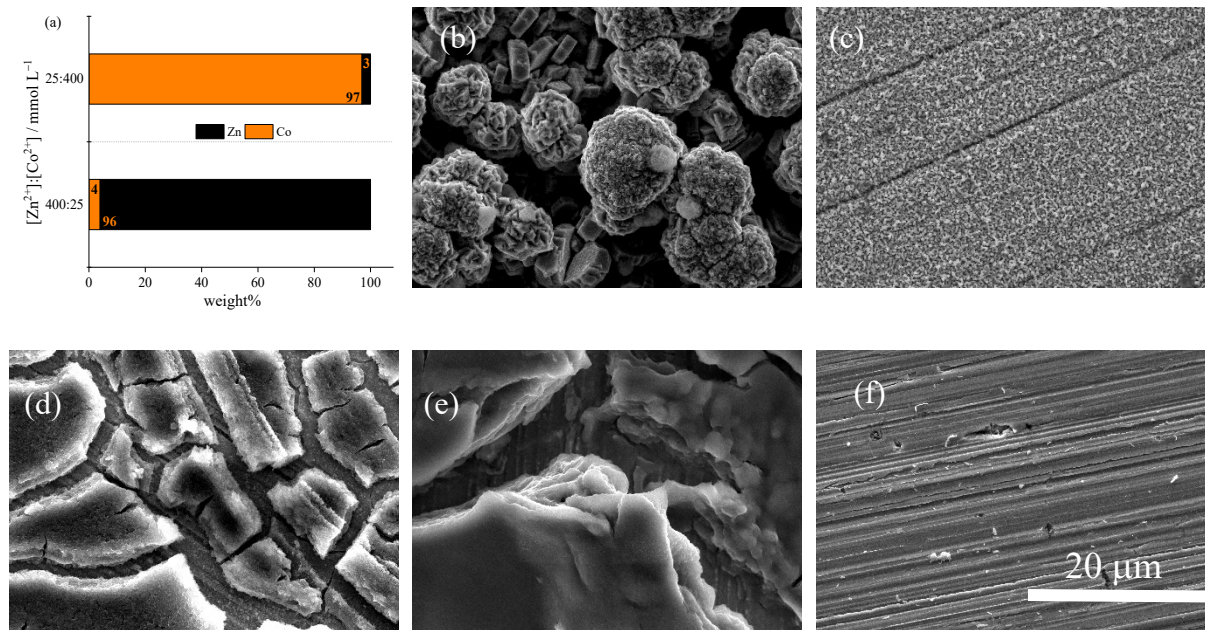 (a)
[Zn²⁺]:[Co²⁺] / mmol L⁻¹
25:400
3
97
Zn Co
400:25
4
96
0 20 40 60 80 100
weight%
(b)
(c)
(d)
(e)
(f)
20 μm